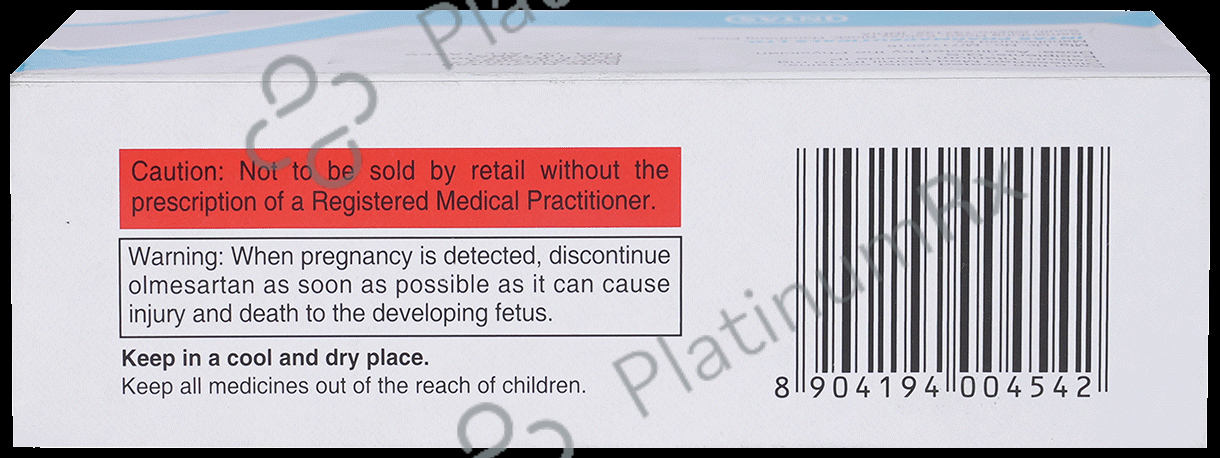 INTAS
Caution: Not to be sold by retail without the
prescription of a Registered Medical Practitioner.
Warning: When pregnancy is detected, discontinue
olmesartan as soon as possible as it can cause
injury and death to the developing fetus.
Keep in a cool and dry place.
Keep all medicines out of the reach of children.
8 904194 004542
PlatinumRx